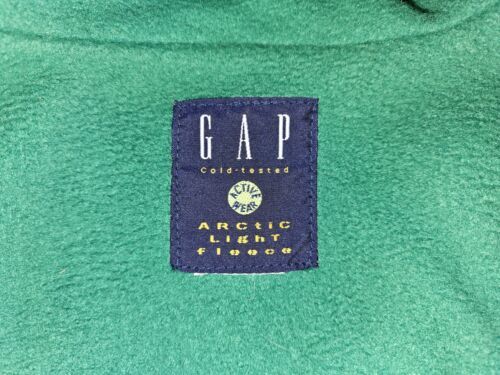 GAP
Cold-tested
ACTIVE
WEAR
ARCtiC
LigHT
fleece